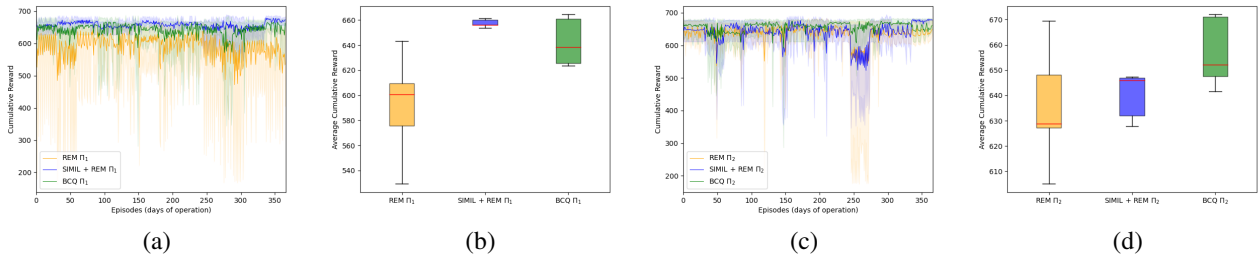 700
600
500
400
300
200
Cumulative Reward
REM Π₁
SIMIL + REM Π₁
BCQ Π₁
0 50 100 150 200 250 300 350
Episodes (days of operation)
(a)
660
640
620
600
580
560
540
Average Cumulative Reward
REM Π₁ SIMIL + REM Π₁ BCQ Π₁
(b)
700
600
500
400
300
200
Cumulative Reward
REM Π₂
SIMIL + REM Π₂
BCQ Π₂
0 50 100 150 200 250 300 350
Episodes (days of operation)
(c)
670
660
650
640
630
620
610
Average Cumulative Reward
REM Π₂ SIMIL + REM Π₂ BCQ Π₂
(d)